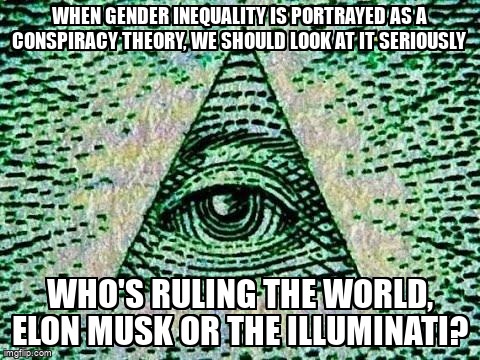 WHEN GENDER INEQUALITY IS PORTRAYED AS A
CONSPIRACY THEORY, WE SHOULD LOOK AT IT SERIOUSLY
WHO'S RULING THE WORLD,
ELON MUSK OR THE ILLUMINATI?
imgflip.com